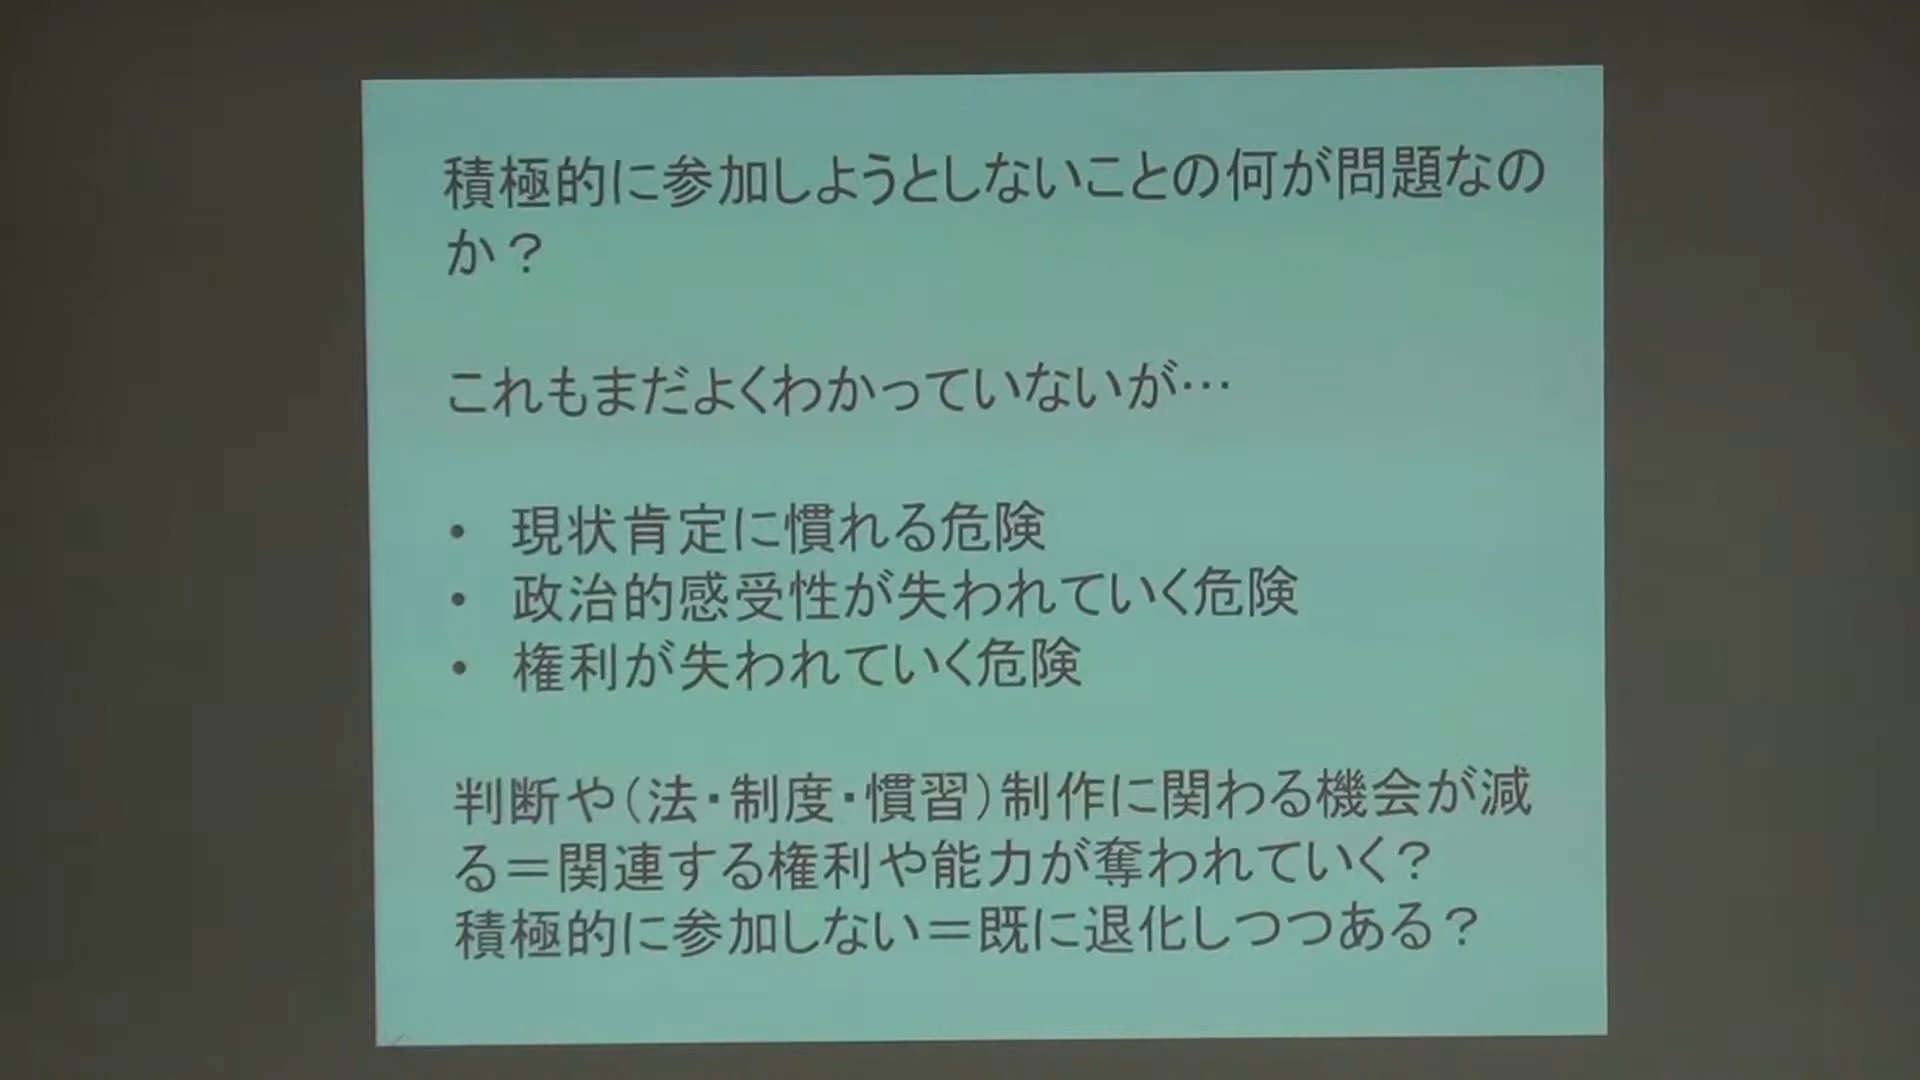 積極的に参加しようとしないことの何が問題なの
か？
これもまだよくわかっていないが…
• 現状肯定に慣れる危険
• 政治的感受性が失われていく危険
• 権利が失われていく危険
判断や（法・制度・慣習）制作に関わる機会が減
る＝関連する権利や能力が奪われていく？
積極的に参加しない＝既に退化しつつある？